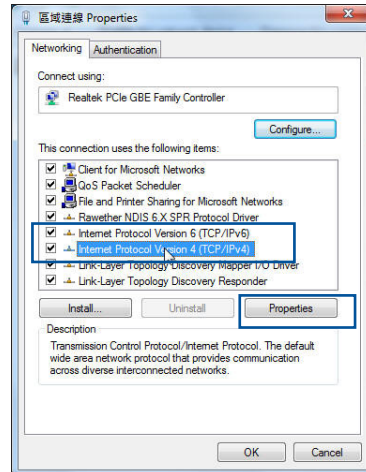 區域連線 Properties
Networking Authentication
Connect using:
Realtek PCIe GBE Family Controller
Configure...
This connection uses the following items:
Client for Microsoft Networks
QoS Packet Scheduler
File and Printer Sharing for Microsoft Networks
Rawether NDIS 6.X SPR Protocol Driver
Internet Protocol Version 6 (TCP/IPv6)
Internet Protocol Version 4 (TCP/IPv4)
Link-Layer Topology Discovery Mapper I/O Driver
Link-Layer Topology Discovery Responder
Install... Uninstall Properties
Description
Transmission Control Protocol/Internet Protocol. The default
wide area network protocol that provides communication
across diverse interconnected networks.
OK Cancel